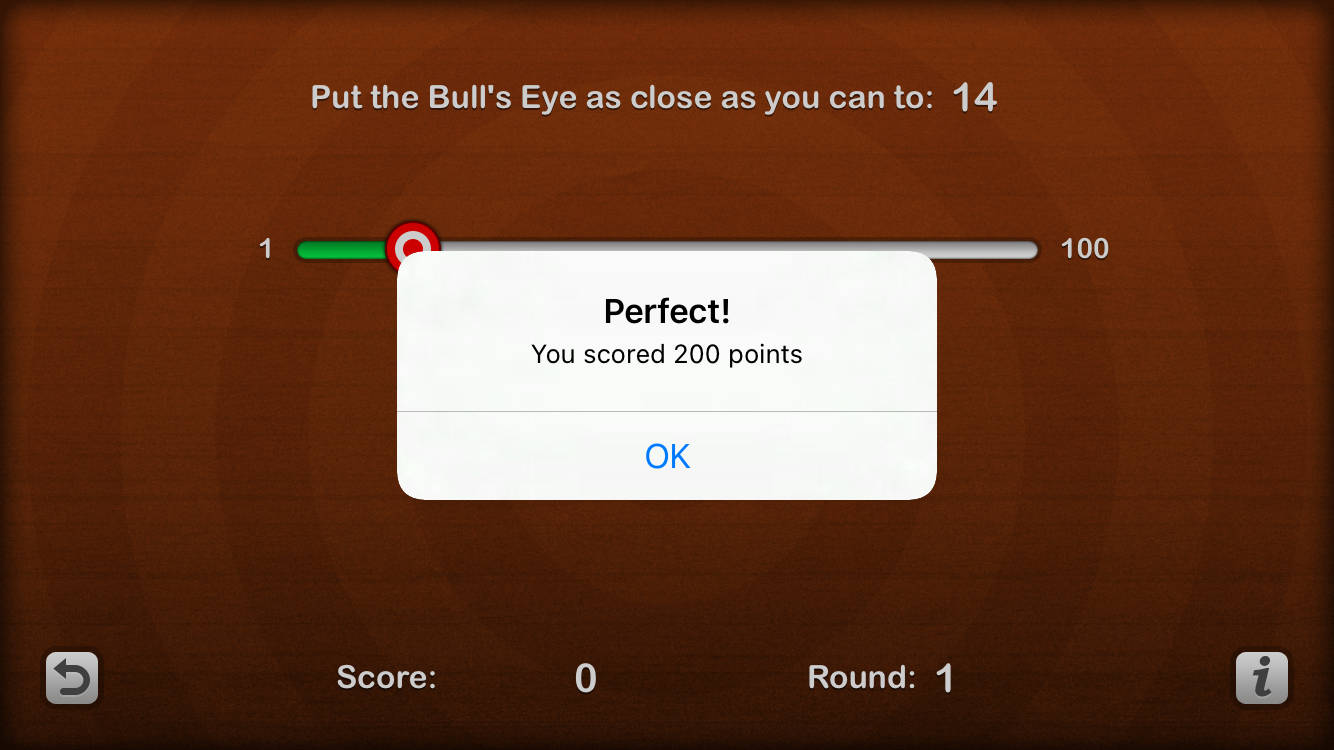 Put the Bull's Eye as close as you can to: 14
1 100
Perfect!
You scored 200 points
OK
Score: 0 Round: 1
i